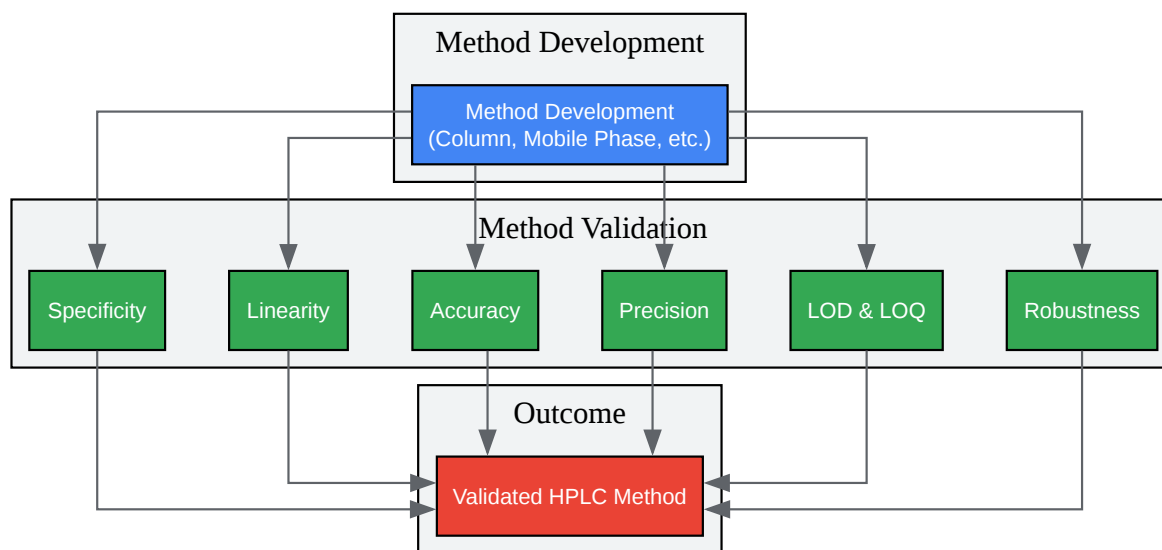 Method Development
Method Development
(Column, Mobile Phase, etc.)
Method Validation
Specificity
Linearity
Accuracy
Precision
LOD & LOQ
Robustness
Outcome
Validated HPLC Method